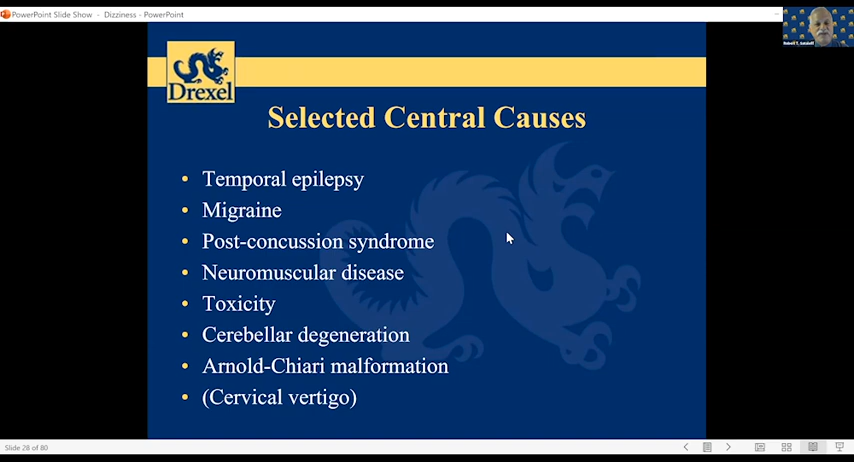 PowerPoint Slide Show - Dizziness - PowerPoint
Drexel
Selected Central Causes
• Temporal epilepsy
• Migraine
• Post-concussion syndrome
• Neuromuscular disease
• Toxicity
• Cerebellar degeneration
• Arnold-Chiari malformation
• (Cervical vertigo)
Slide 28 of 80